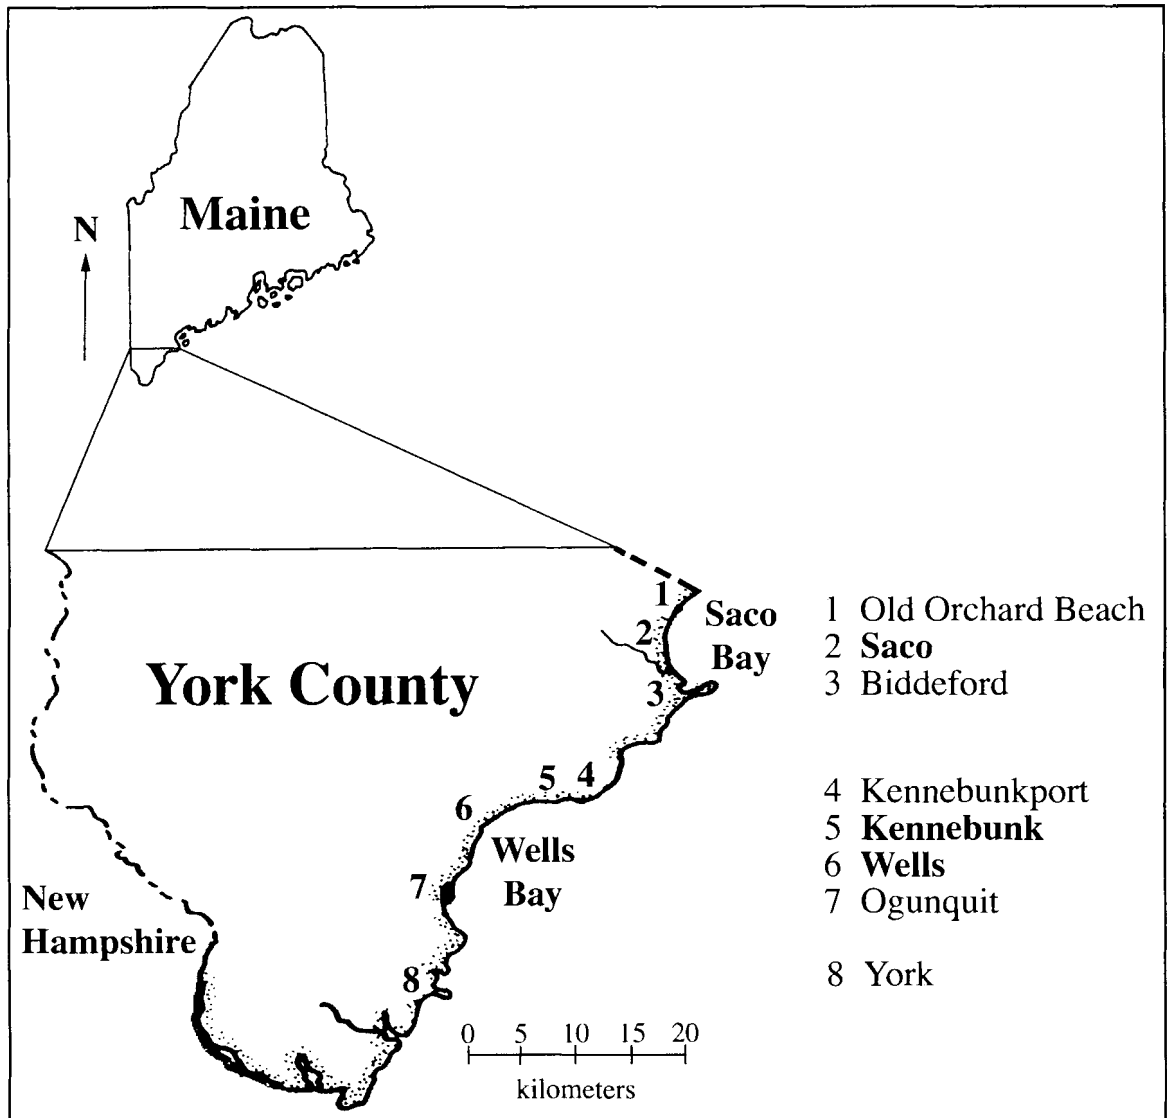 Maine
N
York County
1
2
3
4
5
6
7
8
Saco
Bay
Wells
Bay
New
Hampshire
1 Old Orchard Beach
2 Saco
3 Biddeford
4 Kennebunkport
5 Kennebunk
6 Wells
7 Ogunquit
8 York
0 5 10 15 20
kilometers